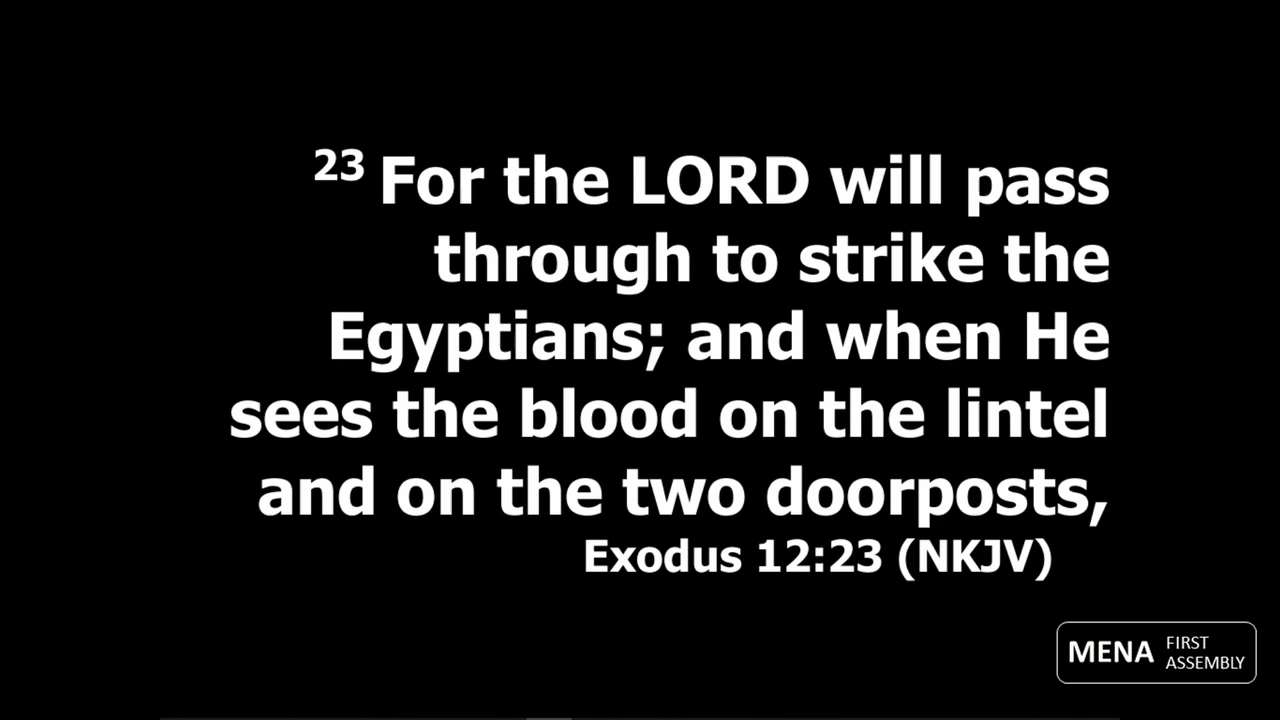 23 For the LORD will pass
through to strike the
Egyptians; and when He
sees the blood on the lintel
and on the two doorposts,
Exodus 12:23 (NKJV)
MENA FIRST
ASSEMBLY